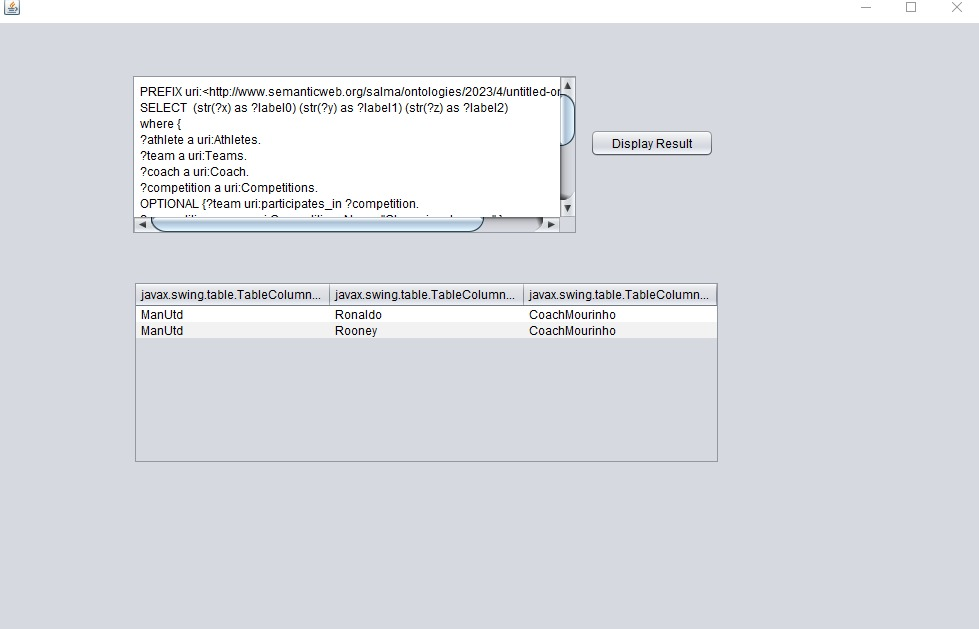 PREFIX uri:<http://www.semanticweb.org/salma/ontologies/2023/4/untitled-or
SELECT  (str(?x) as ?label0) (str(?y) as ?label1) (str(?z) as ?label2)
where {
?athlete a uri:Athletes.
?team a uri:Teams.
?coach a uri:Coach.
?competition a uri:Competitions.
OPTIONAL {?team uri:participates_in ?competition.
Display Result
javax.swing.table.TableColumn... javax.swing.table.TableColumn... javax.swing.table.TableColumn...
ManUtd Ronaldo CoachMourinho
ManUtd Rooney CoachMourinho